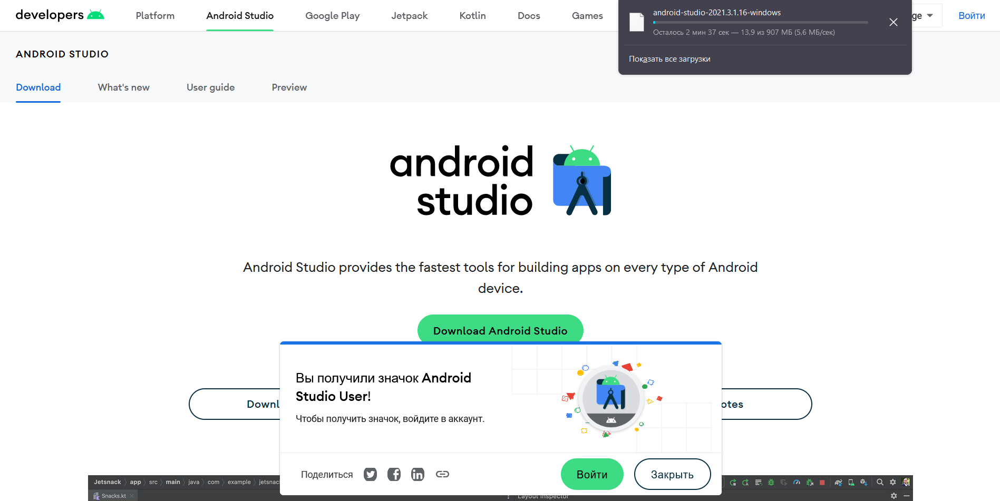 developers
Platform
Android Studio
Google Play
Jetpack
Kotlin
Docs
Games
ge
Войти
android-studio-2021.3.1.16-windows
Осталось 2 мин 37 сек — 13,9 из 907 МБ (5,6 МБ/сек)
Показать все загрузки
ANDROID STUDIO
Download
What's new
User guide
Preview
android
studio
Android Studio provides the fastest tools for building apps on every type of Android
device.
Download Android Studio
Downl
otes
Вы получили значок Android
Studio User!
Чтобы получить значок, войдите в аккаунт.
Поделиться
Войти
Закрыть
Jetsnack
app
src
main
java
com
example
jetsnac
Snacks.kt
Layout Inspector